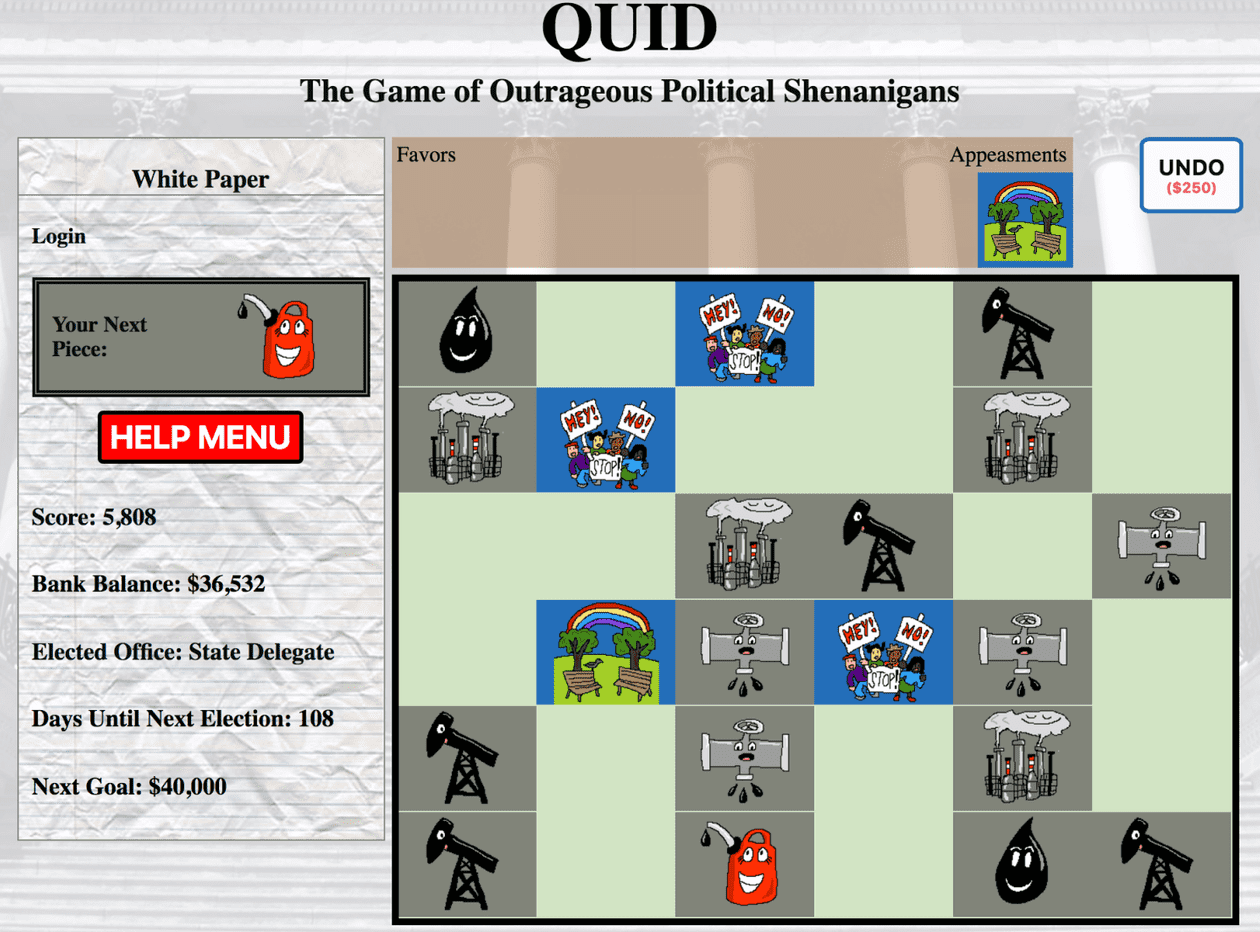 QUID
The Game of Outrageous Political Shenanigans
White Paper
Login
Your Next
Piece:
HELP MENU
Score: 5,808
Bank Balance: $36,532
Elected Office: State Delegate
Days Until Next Election: 108
Next Goal: $40,000
Favors
Appeasments
UNDO
($250)
HEY! NO!
STOP!
HEY! NO!
STOP!
HEY! NO!
STOP!